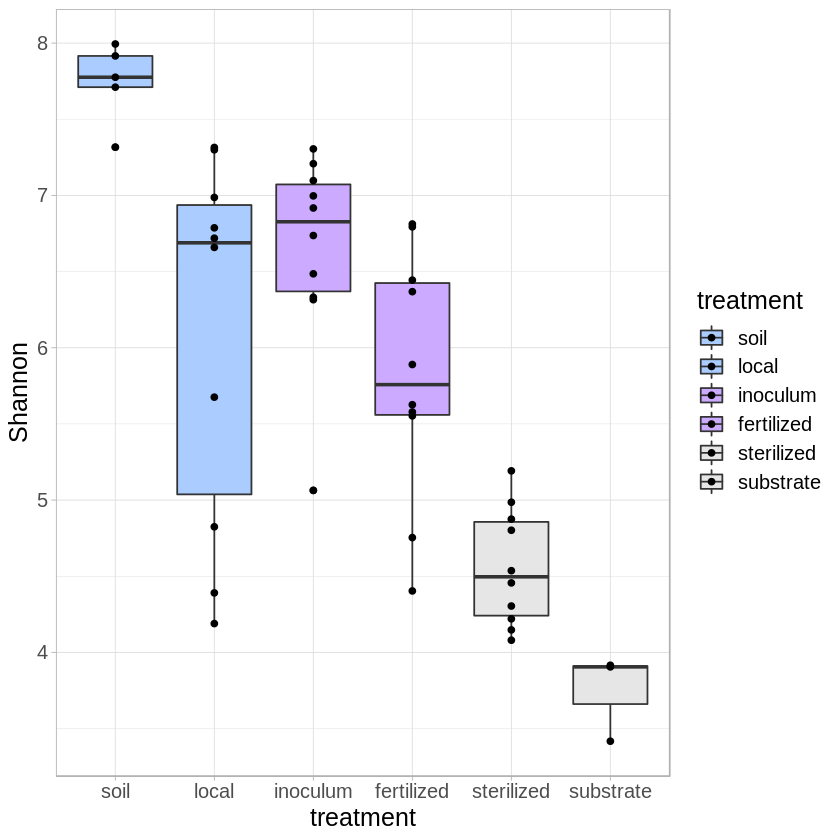 Shannon
8
7
6
5
4
soil local inoculum fertilized sterilized substrate
treatment
treatment
soil
local
inoculum
fertilized
sterilized
substrate